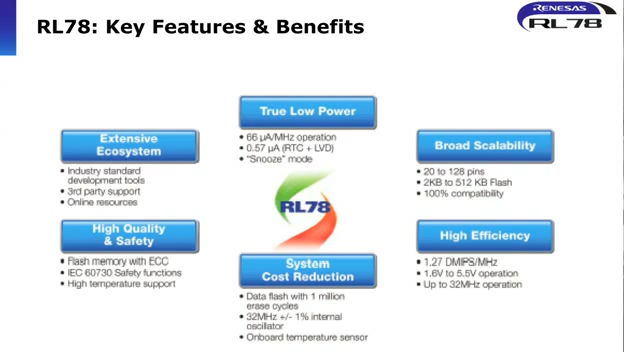 RL78: Key Features & Benefits
RENESAS
RL78
True Low Power
• 66 µA/MHz operation
• 0.57 µA (RTC + LVD)
• "Snooze" mode
Extensive
Ecosystem
• Industry standard
development tools
• 3rd party support
• Online resources
Broad Scalability
• 20 to 128 pins
• 2KB to 512 KB Flash
• 100% compatibility
RL78
High Quality
& Safety
• Flash memory with ECC
• IEC 60730 Safety functions
• High temperature support
High Efficiency
• 1.27 DMIPS/MHz
• 1.6V to 5.5V operation
• Up to 32MHz operation
System
Cost Reduction
• Data flash with 1 million
erase cycles
• 32MHz +/- 1% internal
oscillator
• Onboard temperature sensor